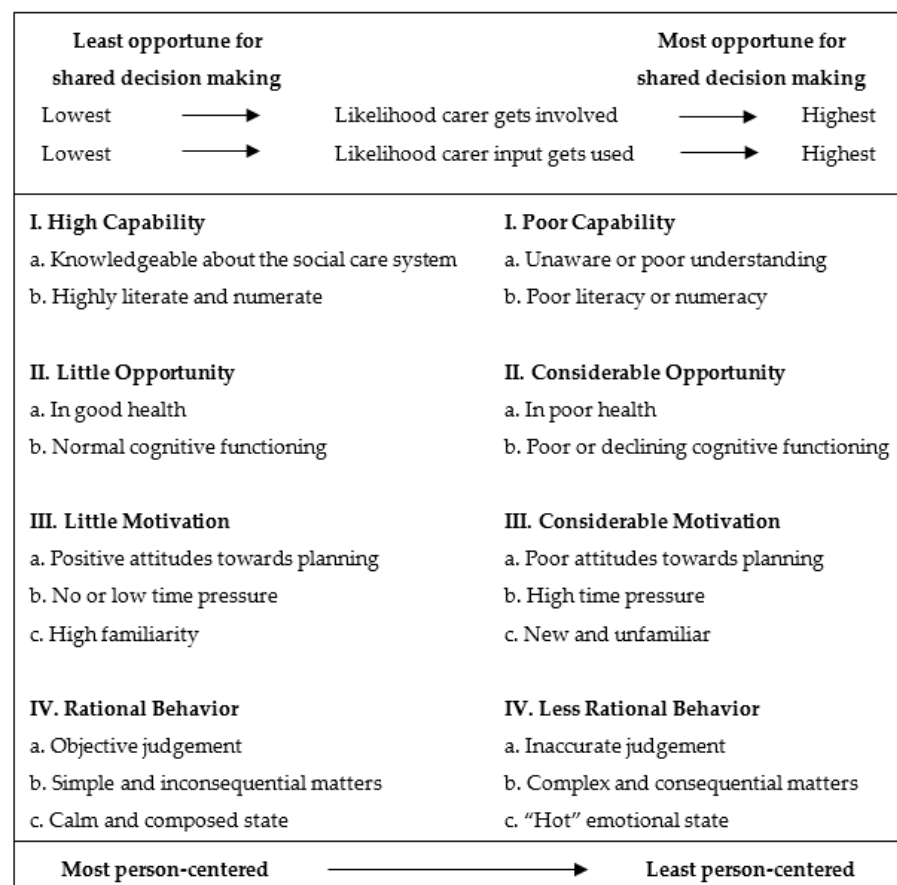 Least opportune for Most opportune for
shared decision making shared decision making
Lowest Likelihood carer gets involved Highest
Lowest Likelihood carer input gets used Highest
I. High Capability I. Poor Capability
a. Knowledgeable about the social care system a. Unaware or poor understanding
b. Highly literate and numerate b. Poor literacy or numeracy
II. Little Opportunity II. Considerable Opportunity
a. In good health a. In poor health
b. Normal cognitive functioning b. Poor or declining cognitive functioning
III. Little Motivation III. Considerable Motivation
a. Positive attitudes towards planning a. Poor attitudes towards planning
b. No or low time pressure b. High time pressure
c. High familiarity c. New and unfamiliar
IV. Rational Behavior IV. Less Rational Behavior
a. Objective judgement a. Inaccurate judgement
b. Simple and inconsequential matters b. Complex and consequential matters
c. Calm and composed state c. “Hot” emotional state
Most person-centered Least person-centered